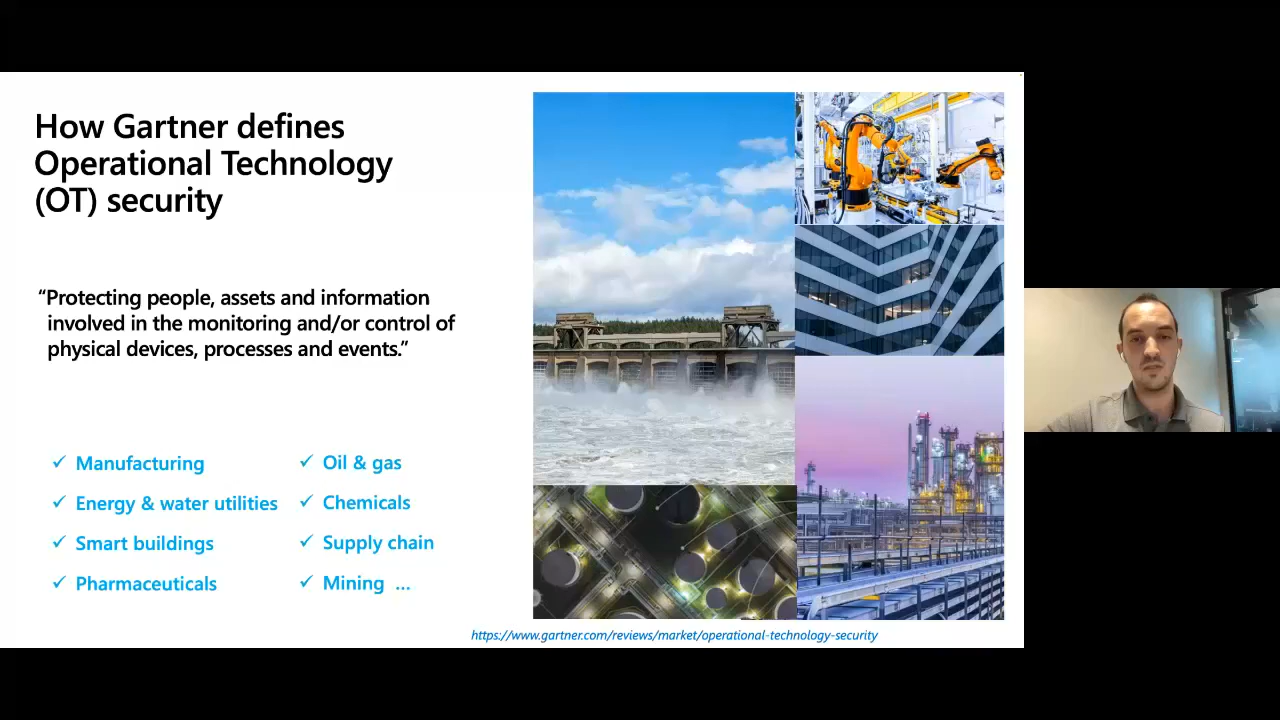 How Gartner defines
Operational Technology
(OT) security
“Protecting people, assets and information
involved in the monitoring and/or control of
physical devices, processes and events.”
✓ Manufacturing
✓ Energy & water utilities
✓ Smart buildings
✓ Pharmaceuticals
✓ Oil & gas
✓ Chemicals
✓ Supply chain
✓ Mining ...
https://www.gartner.com/reviews/market/operational-technology-security